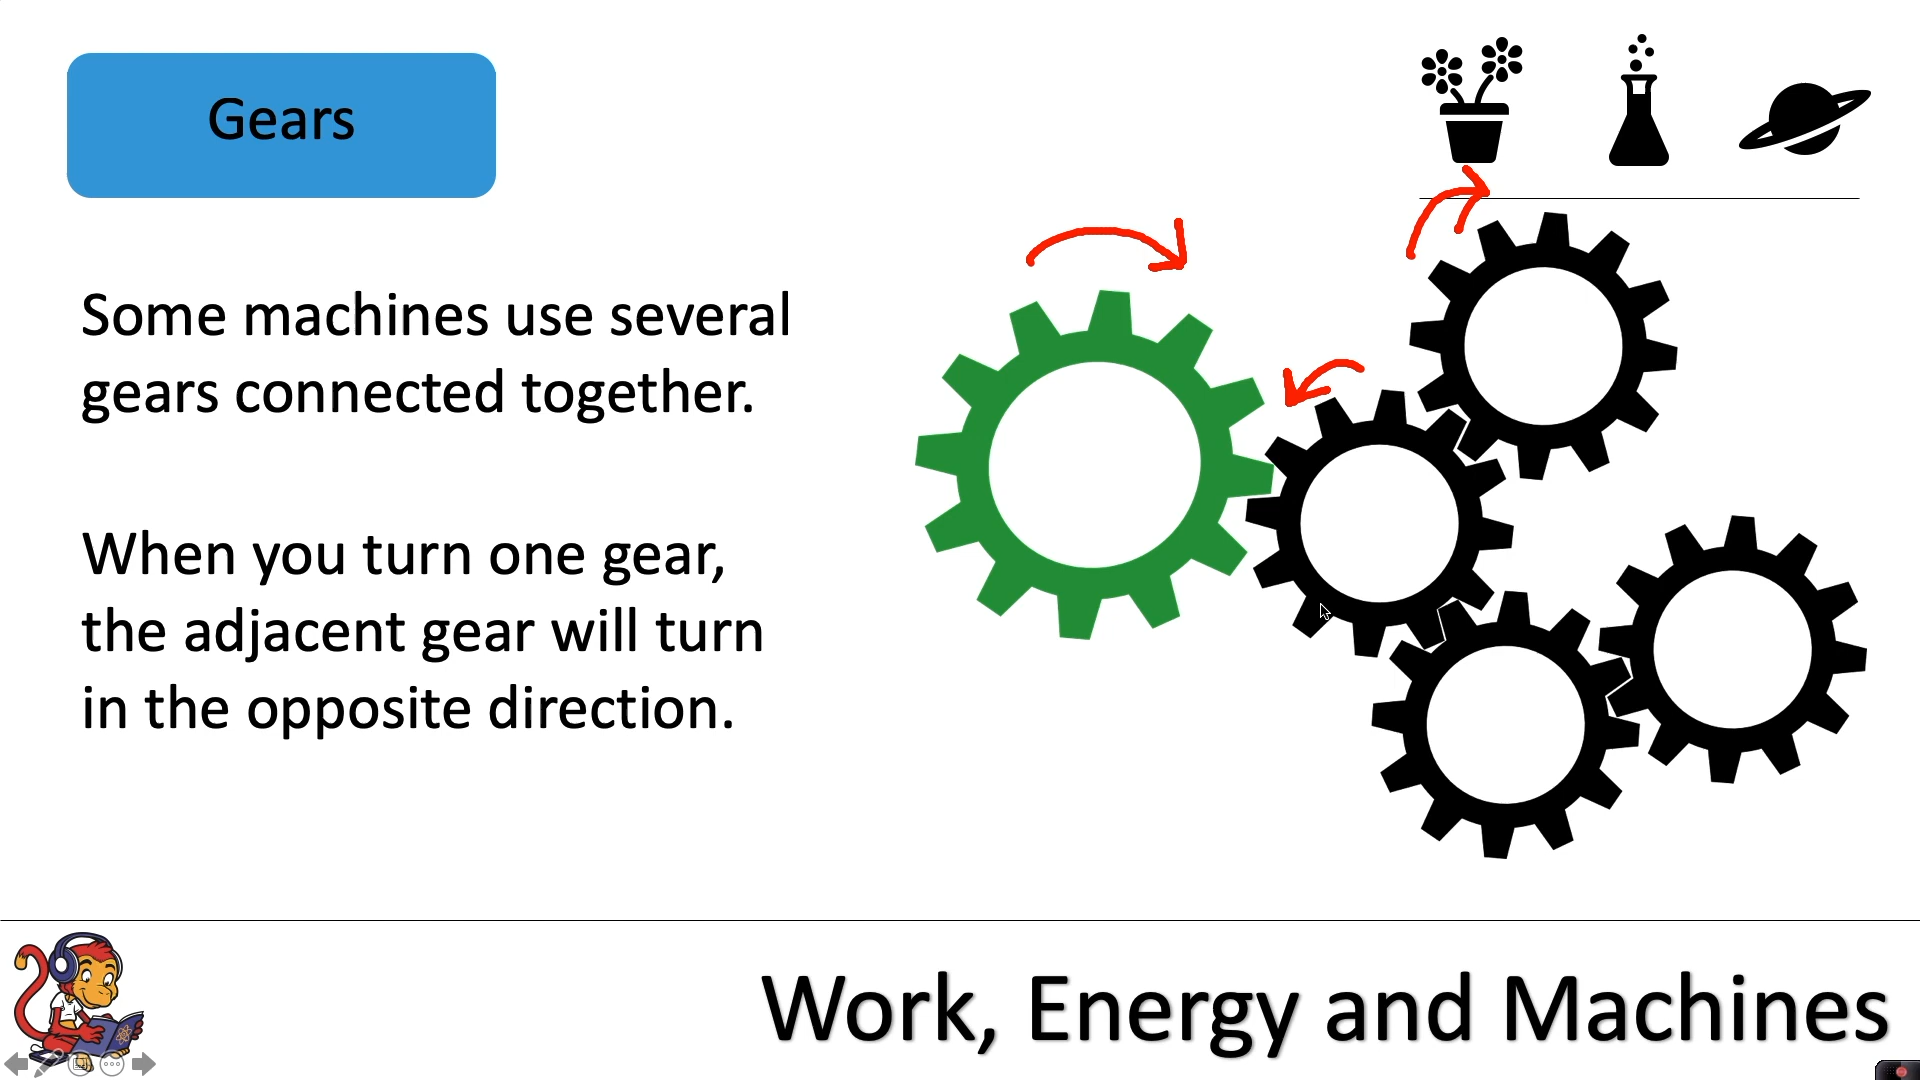 Gears
Some machines use several
gears connected together.
When you turn one gear,
the adjacent gear will turn
in the opposite direction.
Work, Energy and Machines